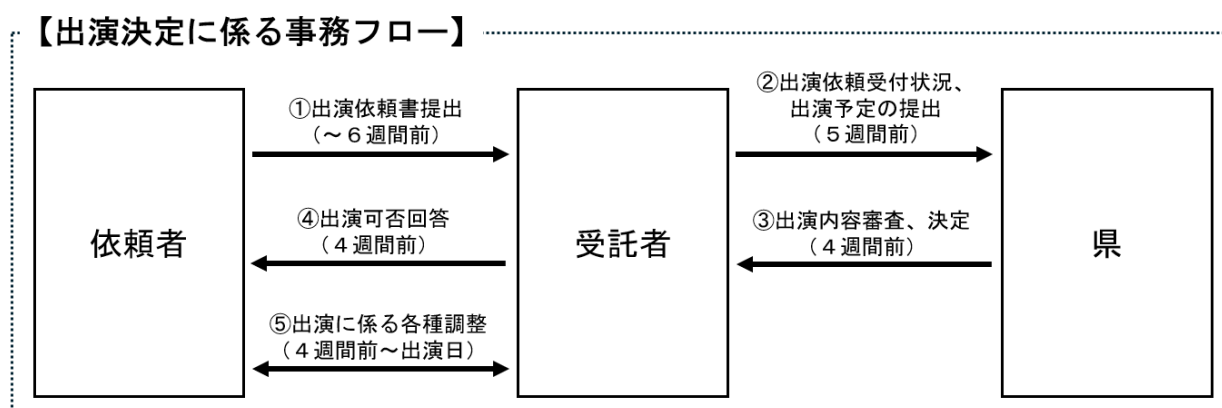 【出演決定に係る事務フロー】
①出演依頼書提出
（～６週間前）
②出演依頼受付状況、
出演予定の提出
（５週間前）
依頼者
④出演可否回答
（４週間前）
受託者
③出演内容審査、決定
（４週間前）
県
⑤出演に係る各種調整
（４週間前～出演日）